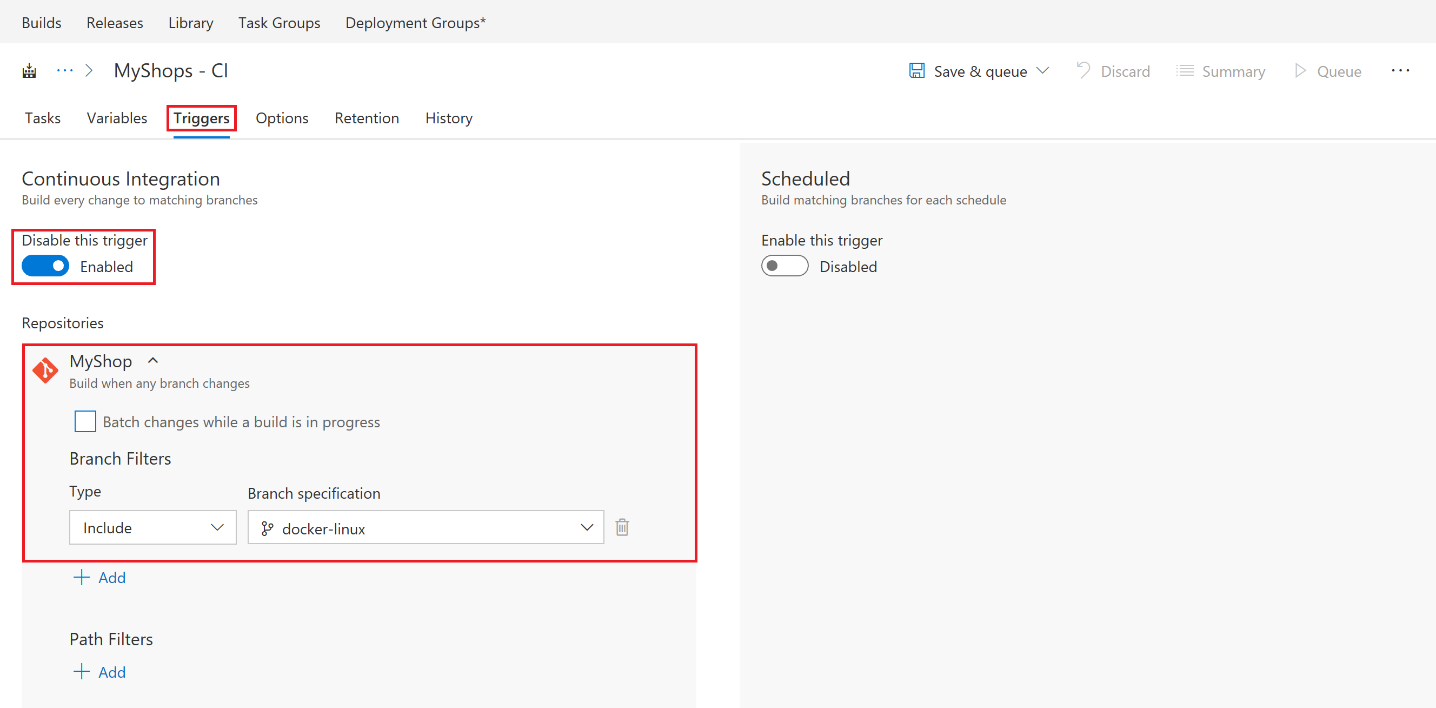 Builds Releases Library Task Groups Deployment Groups*
··· MyShops - CI Save & queue Discard Summary Queue ···
Tasks Variables Triggers Options Retention History
Continuous Integration
Build every change to matching branches
Disable this trigger
Enabled
Repositories
MyShop
Build when any branch changes
Batch changes while a build is in progress
Branch Filters
Type Branch specification
Include docker-linux
+ Add
Path Filters
+ Add
Scheduled
Build matching branches for each schedule
Enable this trigger
Disabled